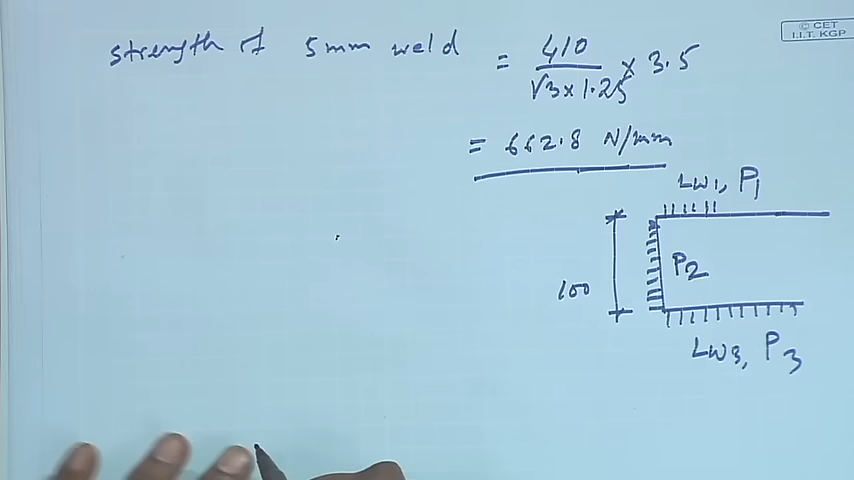 © CET
I.I.T. KGP
strength of 5mm weld = 410 / √3 x 1.25 x 3.5
= 662.8 N/mm
Lw1, P1
P2
100
Lw3, P3